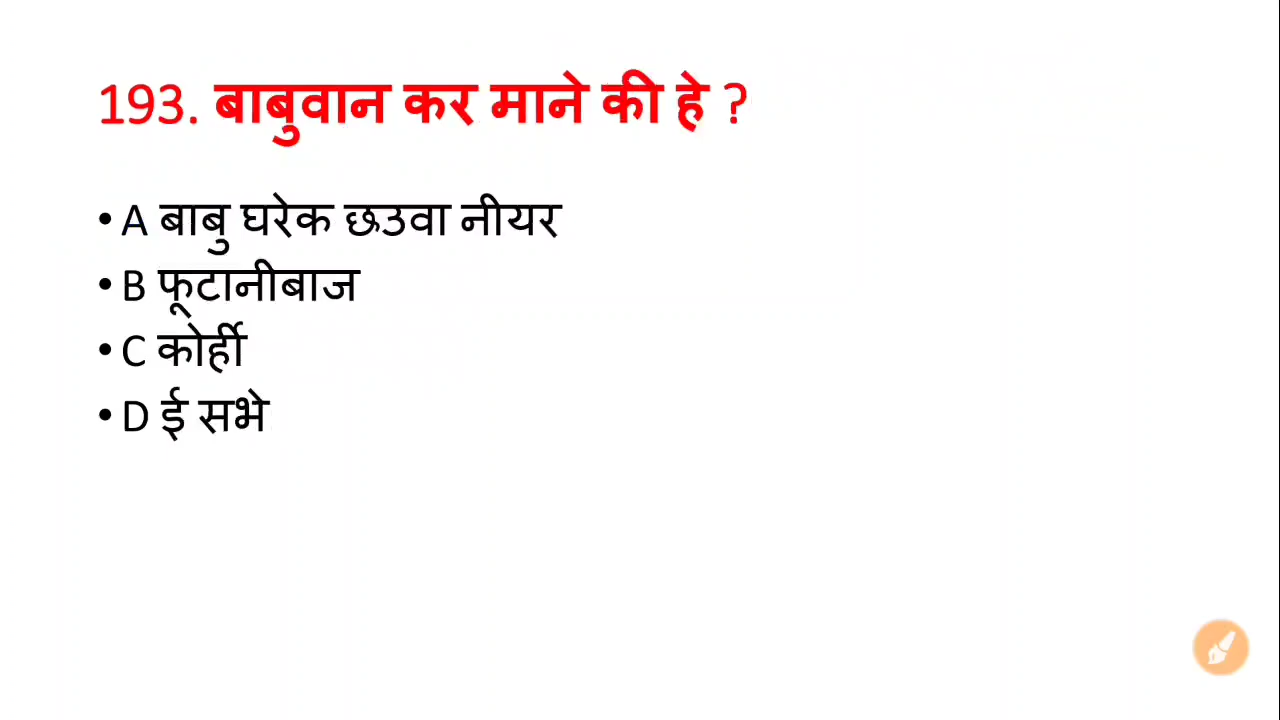 193. बाबुवान कर माने की हे ?
• A बाबु घरेक छउवा नीयर
• B फूटानीबाज
• C कोर्ही
• D ई सभे